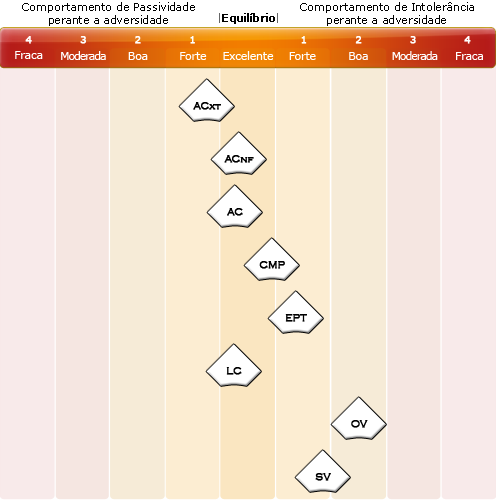 Comportamento de Passividade
perante a adversidade
|Equilíbrio|
Comportamento de Intolerância
perante a adversidade
4 3 2 1 1 2 3 4
Fraca Moderada Boa Forte Excelente Forte Boa Moderada Fraca
ACXT
ACNF
AC
CMP
EPT
LC
OV
SV